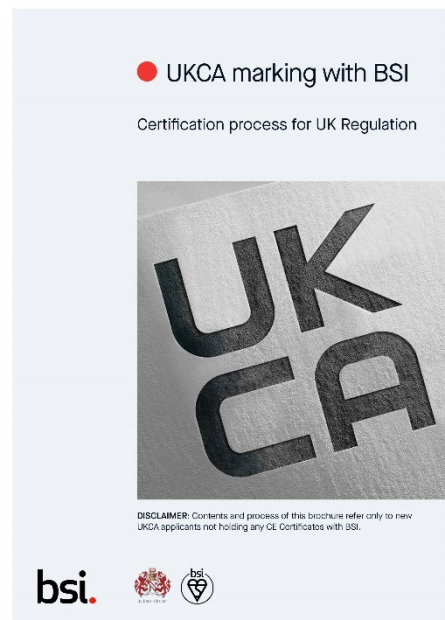 UKCA marking with BSI
Certification process for UK Regulation
UK
CA
DISCLAIMER: Contents and process of this brochure refer only to new
UKCA applicants not holding any CE Certificates with BSI.
bsi.
bsi